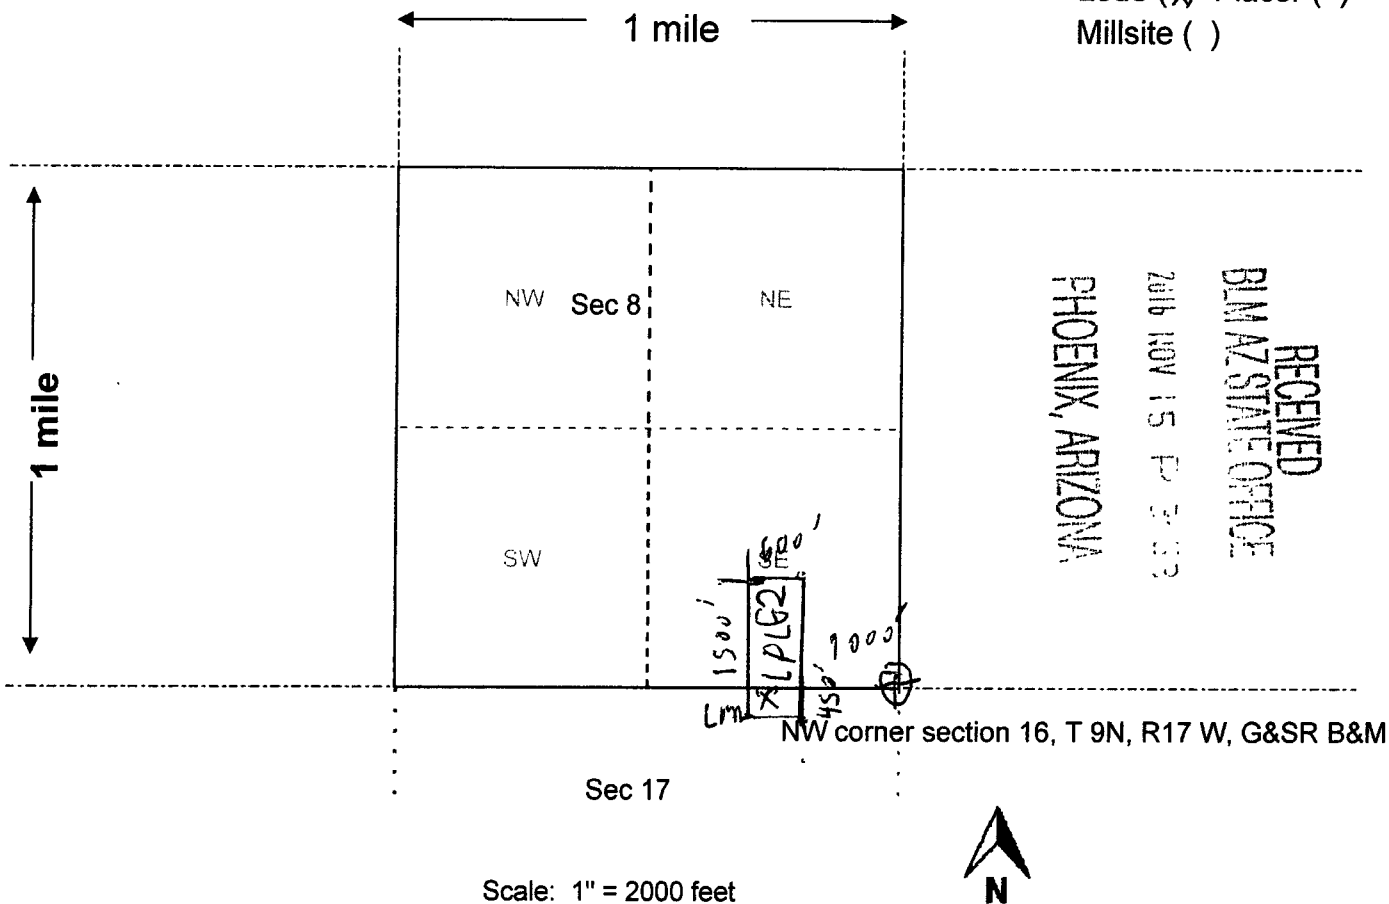 1 mile
Millsite ( )
1 mile
NW
Sec 8
NE
SW
SE
600'
1500'
LPLG2
1000'
450'
Lm
NW corner section 16, T 9N, R17 W, G&SR B&M
Sec 17
Scale: 1" = 2000 feet
N
RECEIVED
BLM AZ STATE OFFICE
2016 NOV 15 P 3:
PHOENIX, ARIZONA